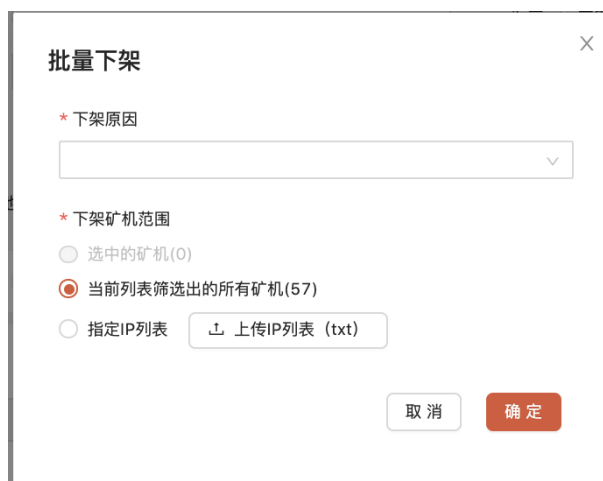 批量下架
* 下架原因
* 下架矿机范围
选中的矿机(0)
当前列表筛选出的所有矿机(57)
指定IP列表 上传IP列表（txt）
取 消 确 定